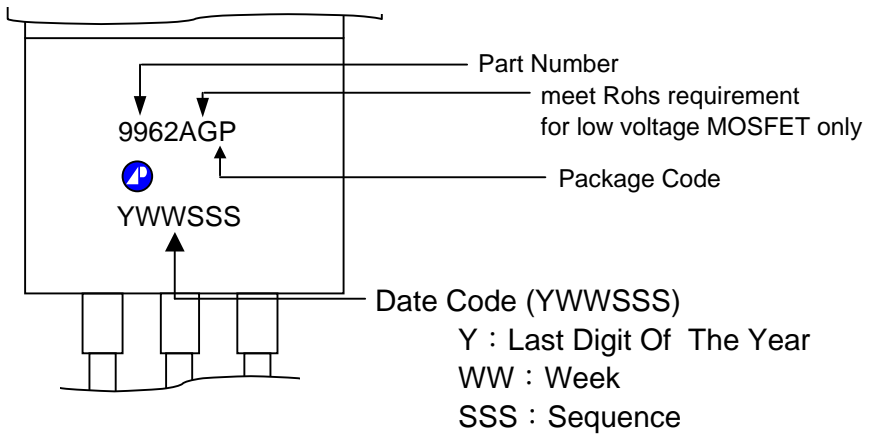 Part Number
meet Rohs requirement
for low voltage MOSFET only
9962AGP
Package Code
YWWSSS
Date Code (YWWSSS)
Y：Last Digit Of The Year
WW：Week
SSS：Sequence